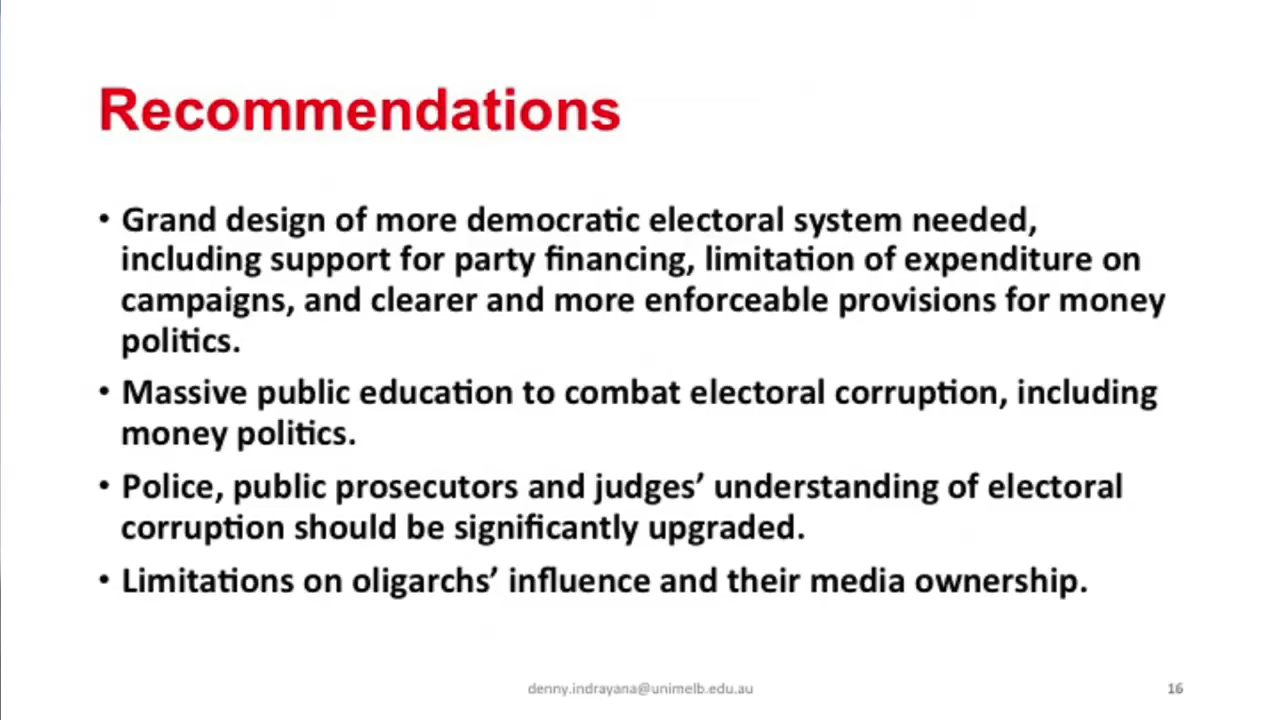 Recommendations
• Grand design of more democratic electoral system needed,
including support for party financing, limitation of expenditure on
campaigns, and clearer and more enforceable provisions for money
politics.
• Massive public education to combat electoral corruption, including
money politics.
• Police, public prosecutors and judges’ understanding of electoral
corruption should be significantly upgraded.
• Limitations on oligarchs’ influence and their media ownership.
denny.indrayana@unimelb.edu.au
16